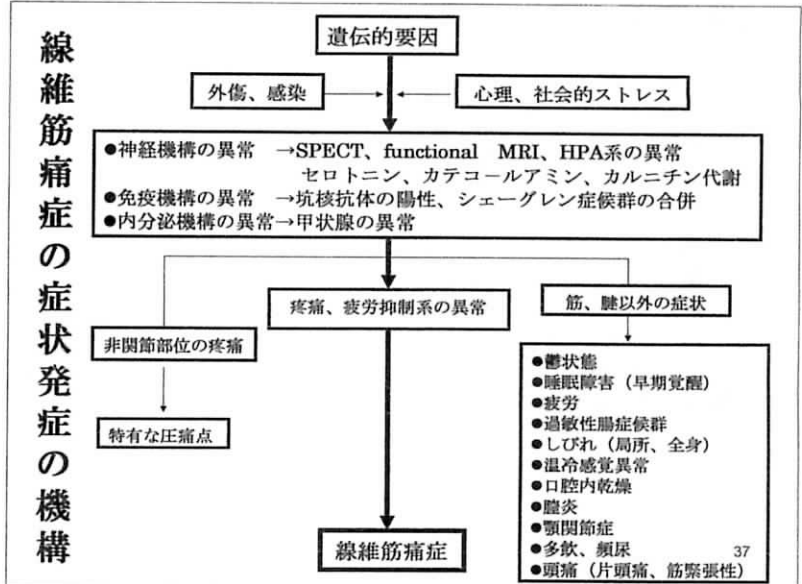 線維筋痛症の症状発症の機構
遺伝的要因
外傷、感染
心理、社会的ストレス
●神経機構の異常 →SPECT、functional MRI、HPA系の異常
セロトニン、カテコールアミン、カルニチン代謝
●免疫機構の異常→坑核抗体の陽性、シェーグレン症候群の合併
●内分泌機構の異常→甲状腺の異常
疼痛、疲労抑制系の異常
筋、腱以外の症状
非関節部位の疼痛
特有な圧痛点
●鬱状態
●睡眠障害（早期覚醒）
●疲労
●過敏性腸症候群
●しびれ（局所、全身）
●温冷感覚異常
●口腔内乾燥
●膣炎
●顎関節症
●多飲、頻尿
●頭痛（片頭痛、筋緊張性）
線維筋痛症
37